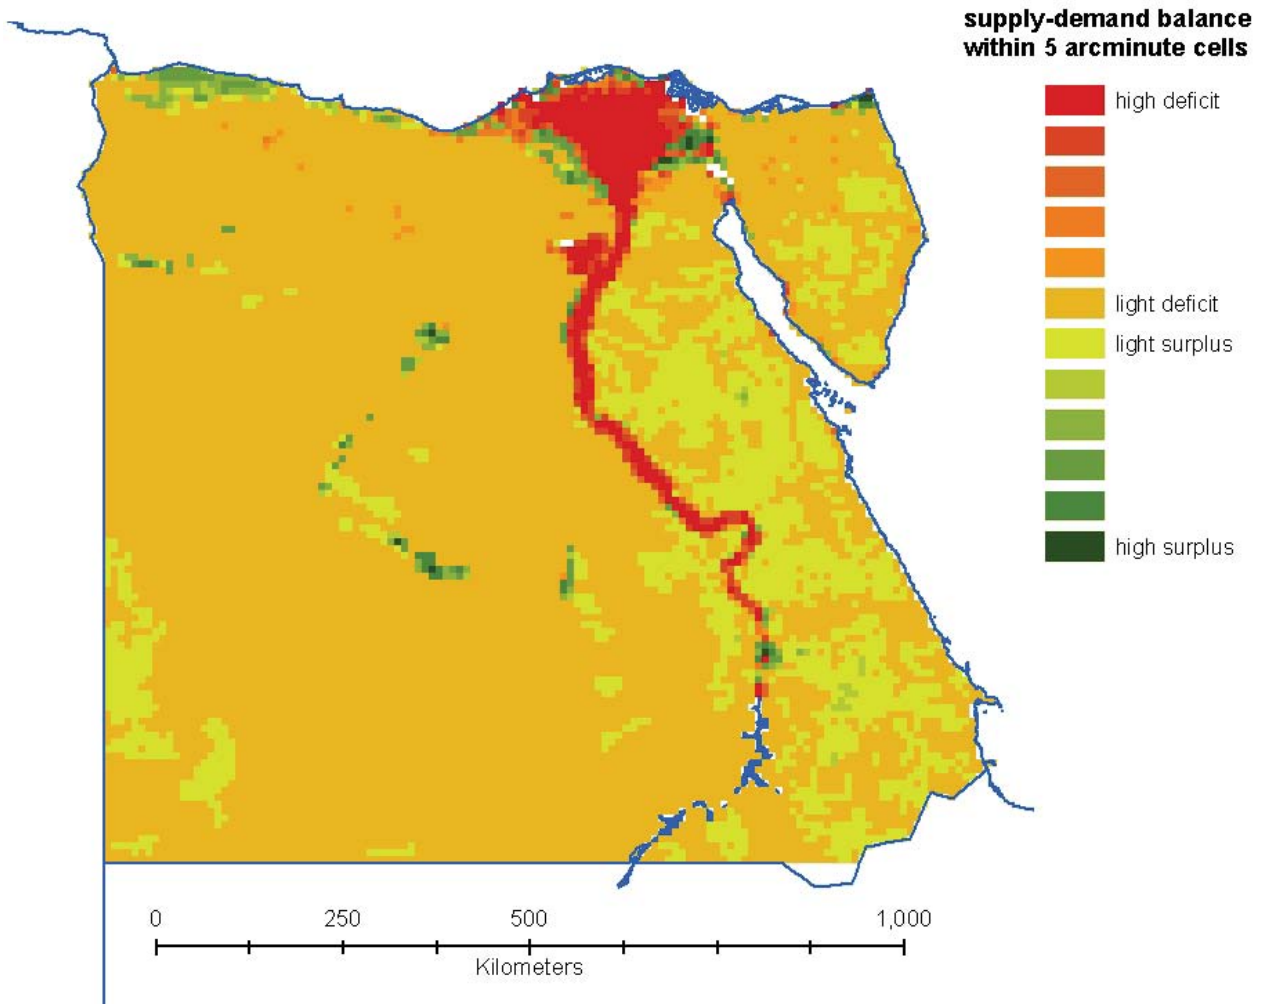 supply-demand balance
within 5 arcminute cells
high deficit
light deficit
light surplus
high surplus
0 250 500 1,000
Kilometers